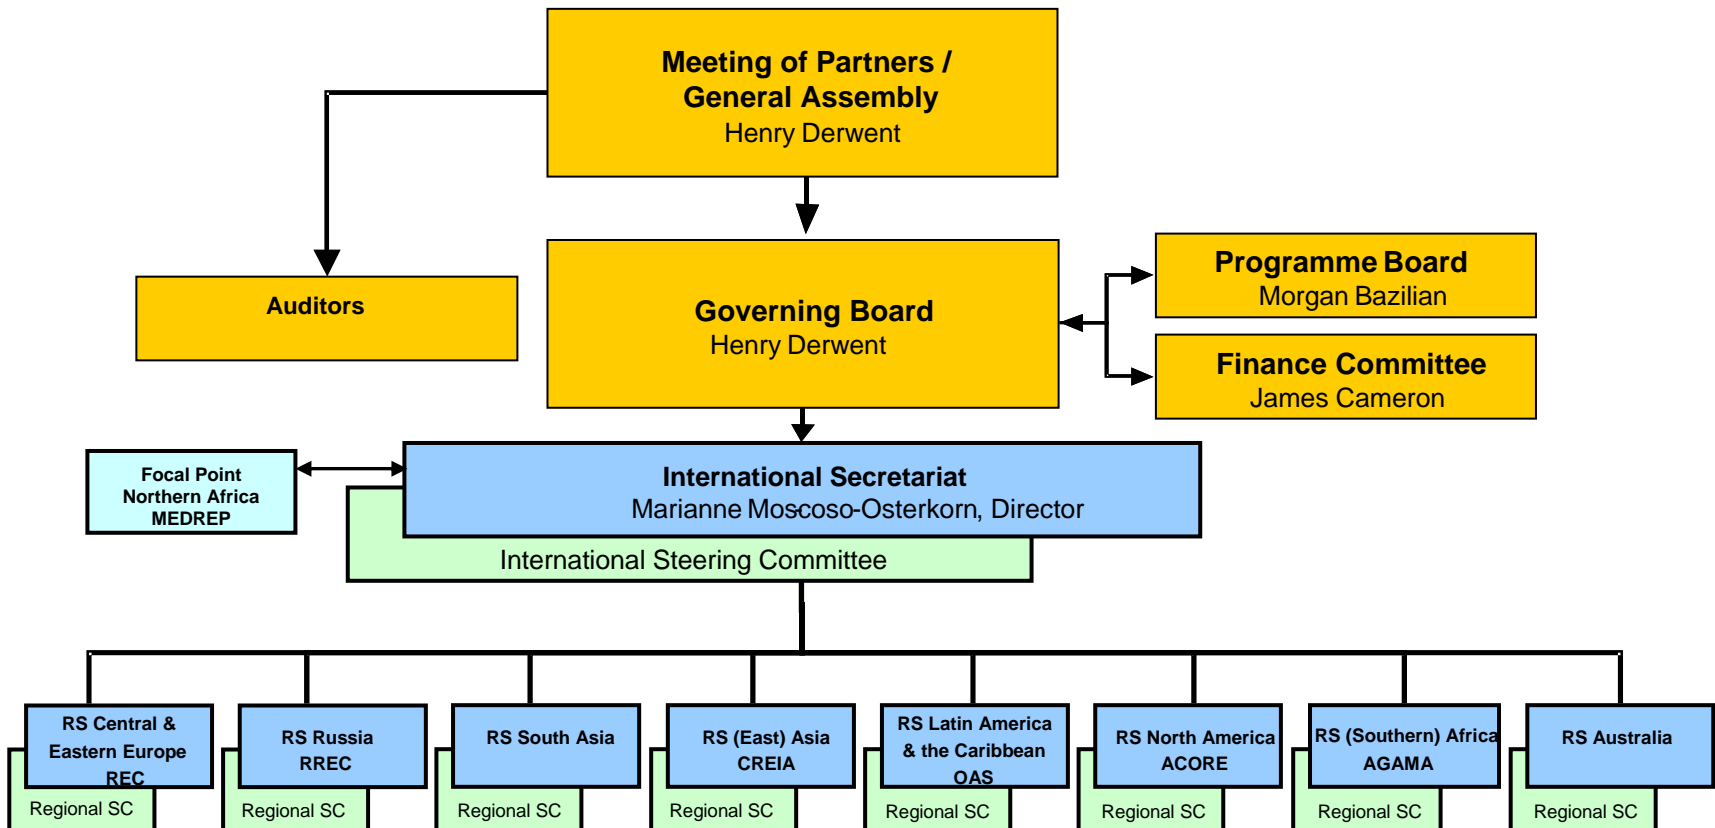 Meeting of Partners /
General Assembly
Henry Derwent
Auditors
Governing Board
Henry Derwent
Programme Board
Morgan Bazilian
Finance Committee
James Cameron
Focal Point
Northern Africa
MEDREP
International Secretariat
Marianne Moscoso-Osterkorn, Director
International Steering Committee
RS Central &
Eastern Europe
REC
Regional SC
RS Russia
RREC
Regional SC
RS South Asia
Regional SC
RS (East) Asia
CREIA
Regional SC
RS Latin America
& the Caribbean
OAS
Regional SC
RS North America
ACORE
Regional SC
RS (Southern) Africa
AGAMA
Regional SC
RS Australia
Regional SC